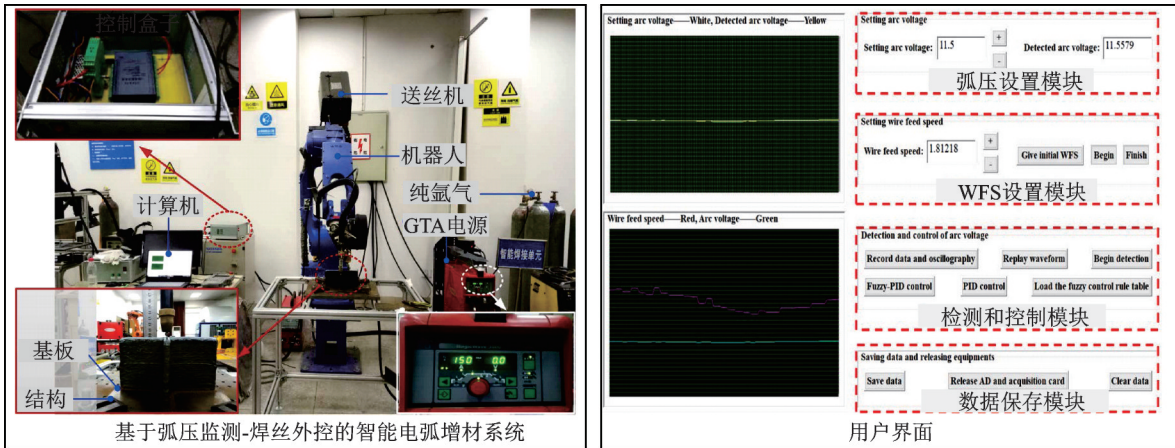 控制盒子
送丝机
机器人
纯氩气
计算机
GTA电源
智能焊接单元
150
0.0
基板
结构
基于弧压监测-焊丝外控的智能电弧增材系统
Setting arc voltage——White, Detected arc voltage——Yellow
Wire feed speed——Red, Arc voltage——Green
Setting arc voltage
Setting arc voltage: 11.5 + - Detected arc voltage: 11.5579
弧压设置模块
Setting wire feed speed
Wire feed speed: 1.81218 + - Give initial WFS Begin Finish
WFS设置模块
Detection and control of arc voltage
Record data and oscillography Replay waveform Begin detection
Fuzzy-PID control PID control Load the fuzzy control rule table
检测和控制模块
Saving data and releasing equipments
Save data Release AD and acquisition card Clear data
数据保存模块
用户界面